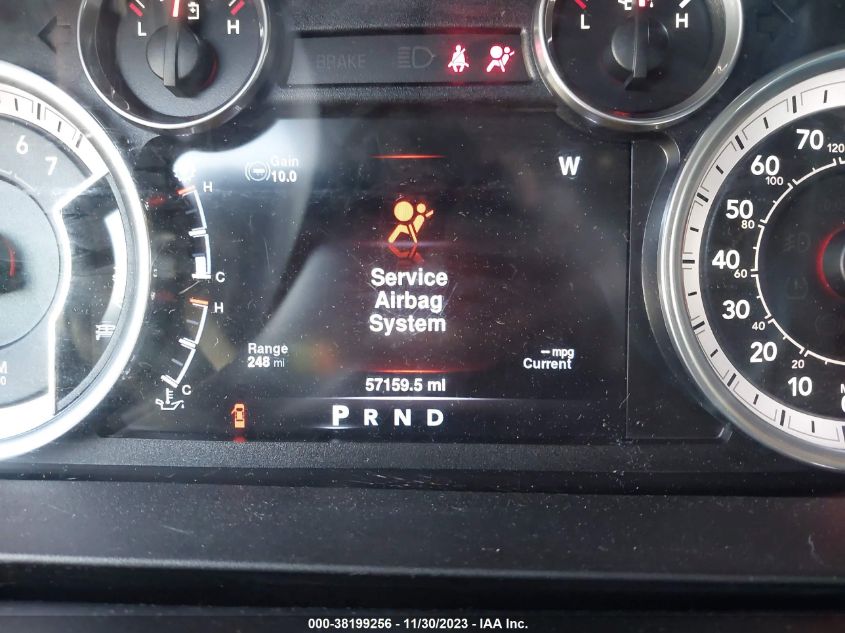 L H
BRAKE
L H
6 7
Gain
10.0
W
H
C
H
C
Service
Airbag
System
Range
248 mi
– mpg
Current
57159.5 mi
P R N D
70 120
60 100
50 80
40 60
30 40
20 20
10
000-38199256 - 11/30/2023 - IAA Inc.